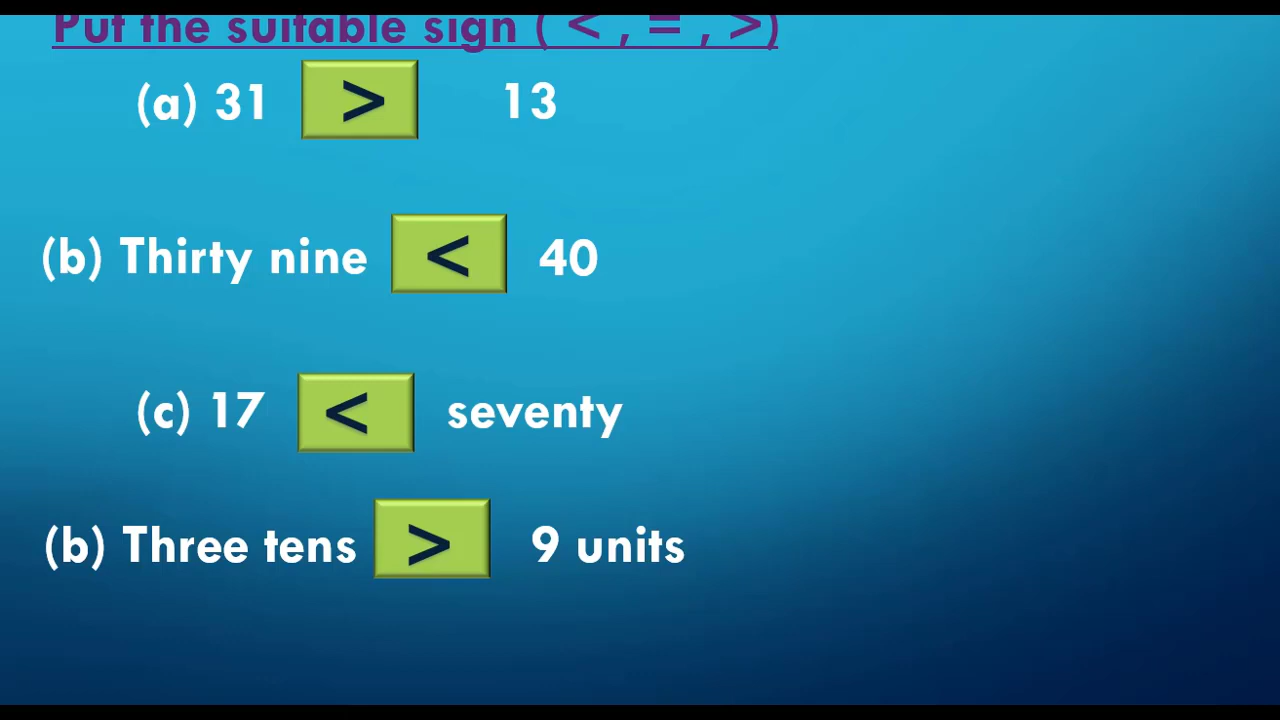 Put the suitable sign ( < , = , >)
(a) 31 > 13
(b) Thirty nine < 40
(c) 17 < seventy
(b) Three tens > 9 units